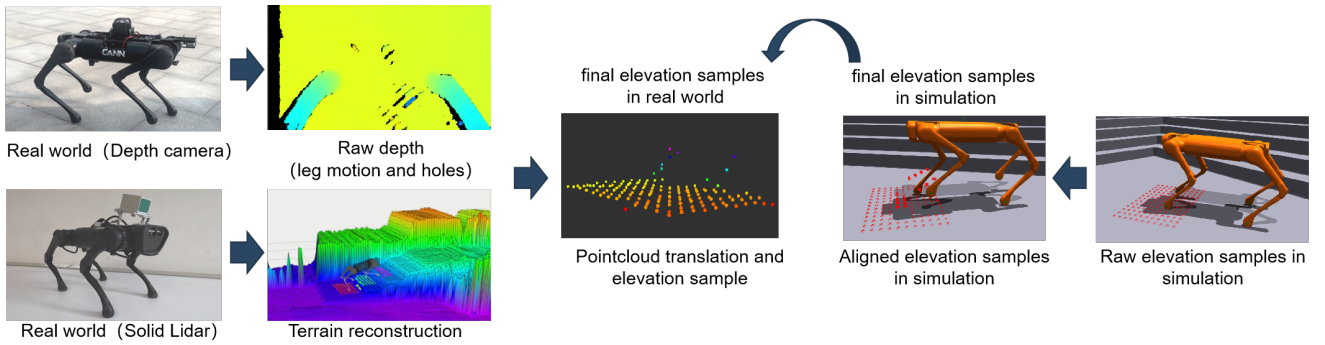 CANN
Real world（Depth camera)
Raw depth
(leg motion and holes)
Real world（Solid Lidar)
Terrain reconstruction
final elevation samples
in real world
Pointcloud translation and
elevation sample
final elevation samples
in simulation
Aligned elevation samples
in simulation
Raw elevation samples in
simulation